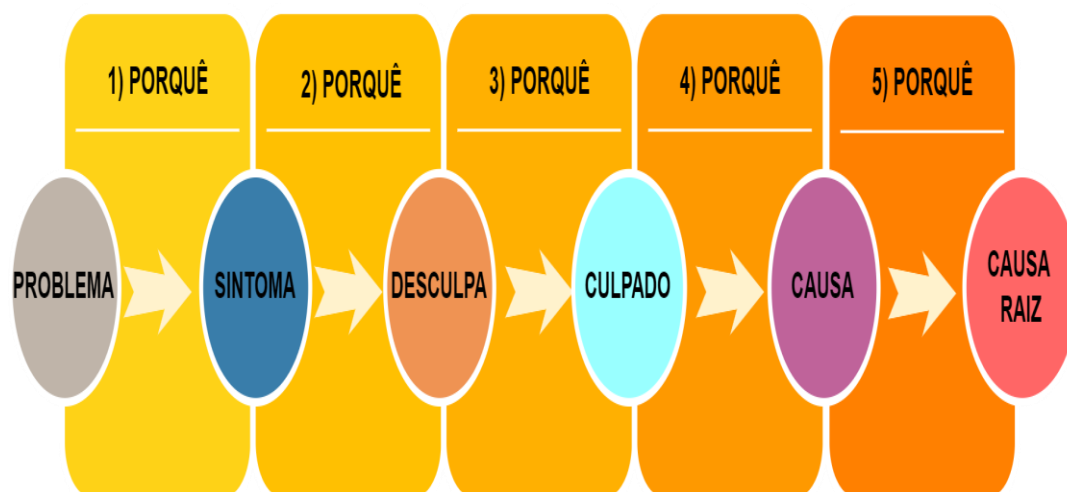 1) PORQUÊ
2) PORQUÊ
3) PORQUÊ
4) PORQUÊ
5) PORQUÊ
PROBLEMA
SINTOMA
DESCULPA
CULPADO
CAUSA
CAUSA
RAIZ